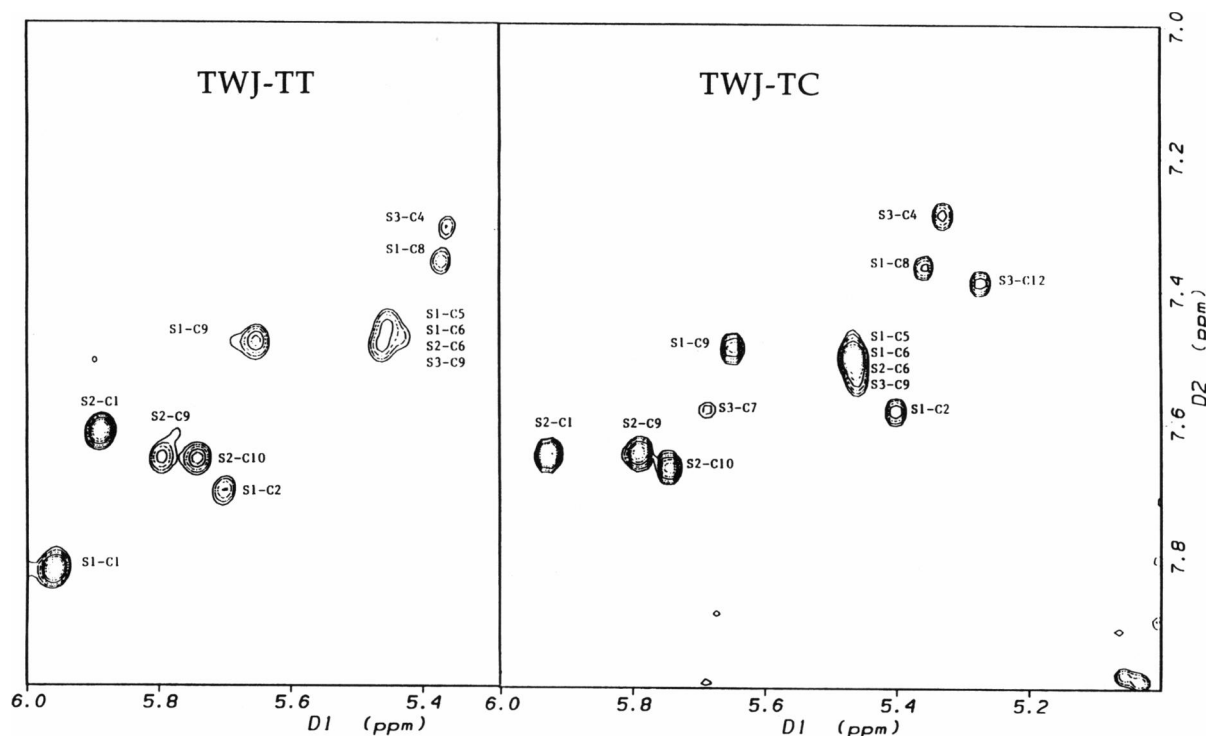 TWJ-TT
S3-C4
S1-C8
S1-C9
S1-C5
S1-C6
S2-C6
S3-C9
S2-C1
S2-C9
S2-C10
S1-C2
S1-C1
6.0
5.8
5.6
5.4
D1 (ppm)
TWJ-TC
S3-C4
S1-C8
S3-C12
S1-C9
S1-C5
S1-C6
S2-C6
S3-C9
S3-C7
S1-C2
S2-C1
S2-C9
S2-C10
6.0
5.8
5.6
5.4
5.2
D1 (ppm)
7.0
7.2
7.4
7.6
7.8
D2 (ppm)